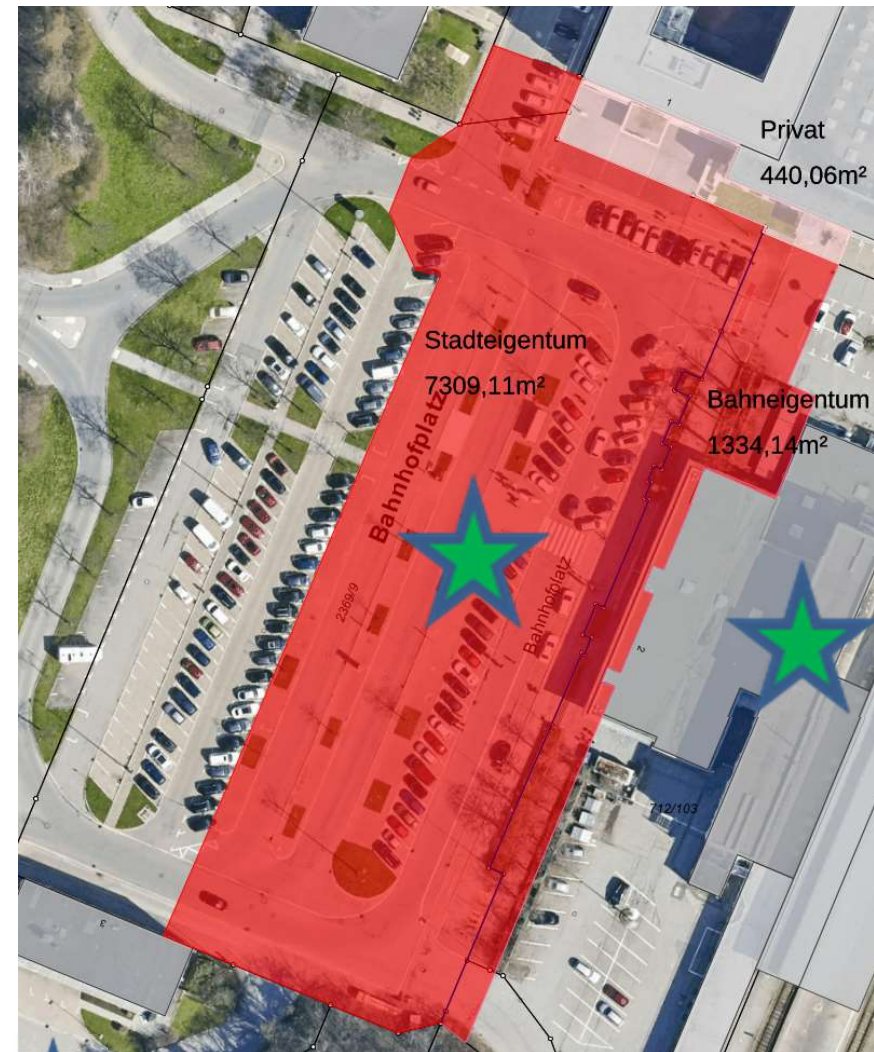 1
Privat
440,06m²
Stadteigentum
7309,11m²
Bahneigentum
1334,14m²
Bahnhofplatz
2369/9
Bahnhofplatz
2
712/103
3